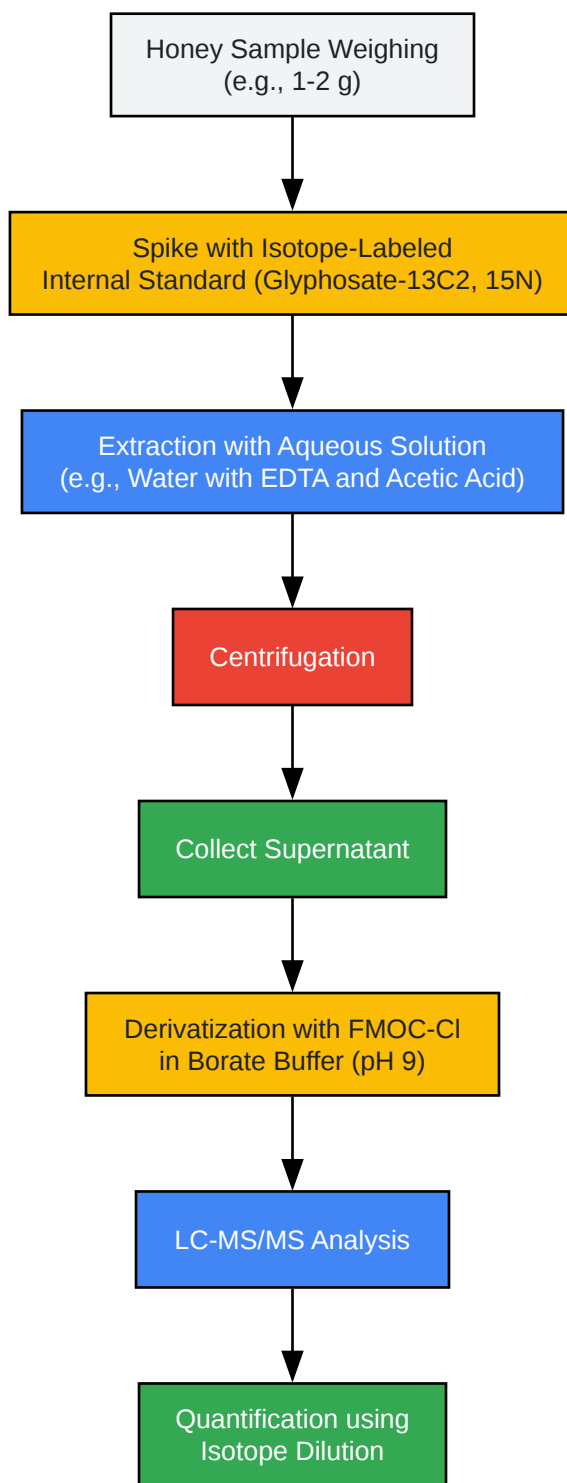 Honey Sample Weighing
(e.g., 1-2 g)
Spike with Isotope-Labeled
Internal Standard (Glyphosate-13C2, 15N)
Extraction with Aqueous Solution
(e.g., Water with EDTA and Acetic Acid)
Centrifugation
Collect Supernatant
Derivatization with FMOC-Cl
in Borate Buffer (pH 9)
LC-MS/MS Analysis
Quantification using
Isotope Dilution